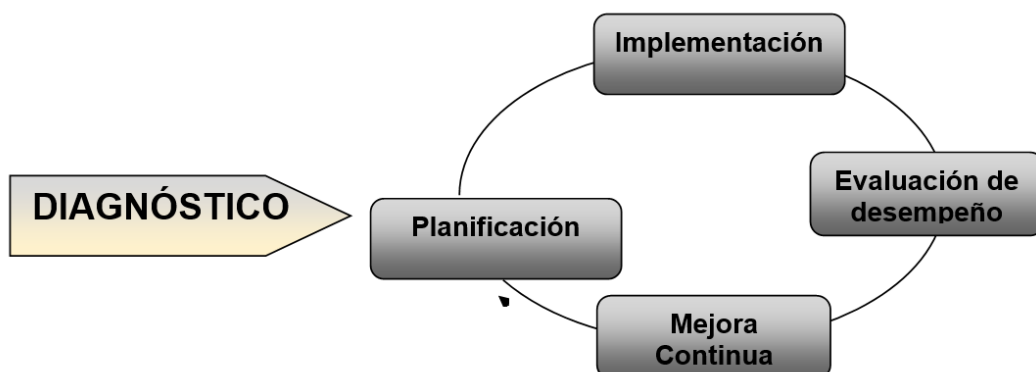 DIAGNÓSTICO
Planificación
Implementación
Evaluación de
desempeño
Mejora
Continua